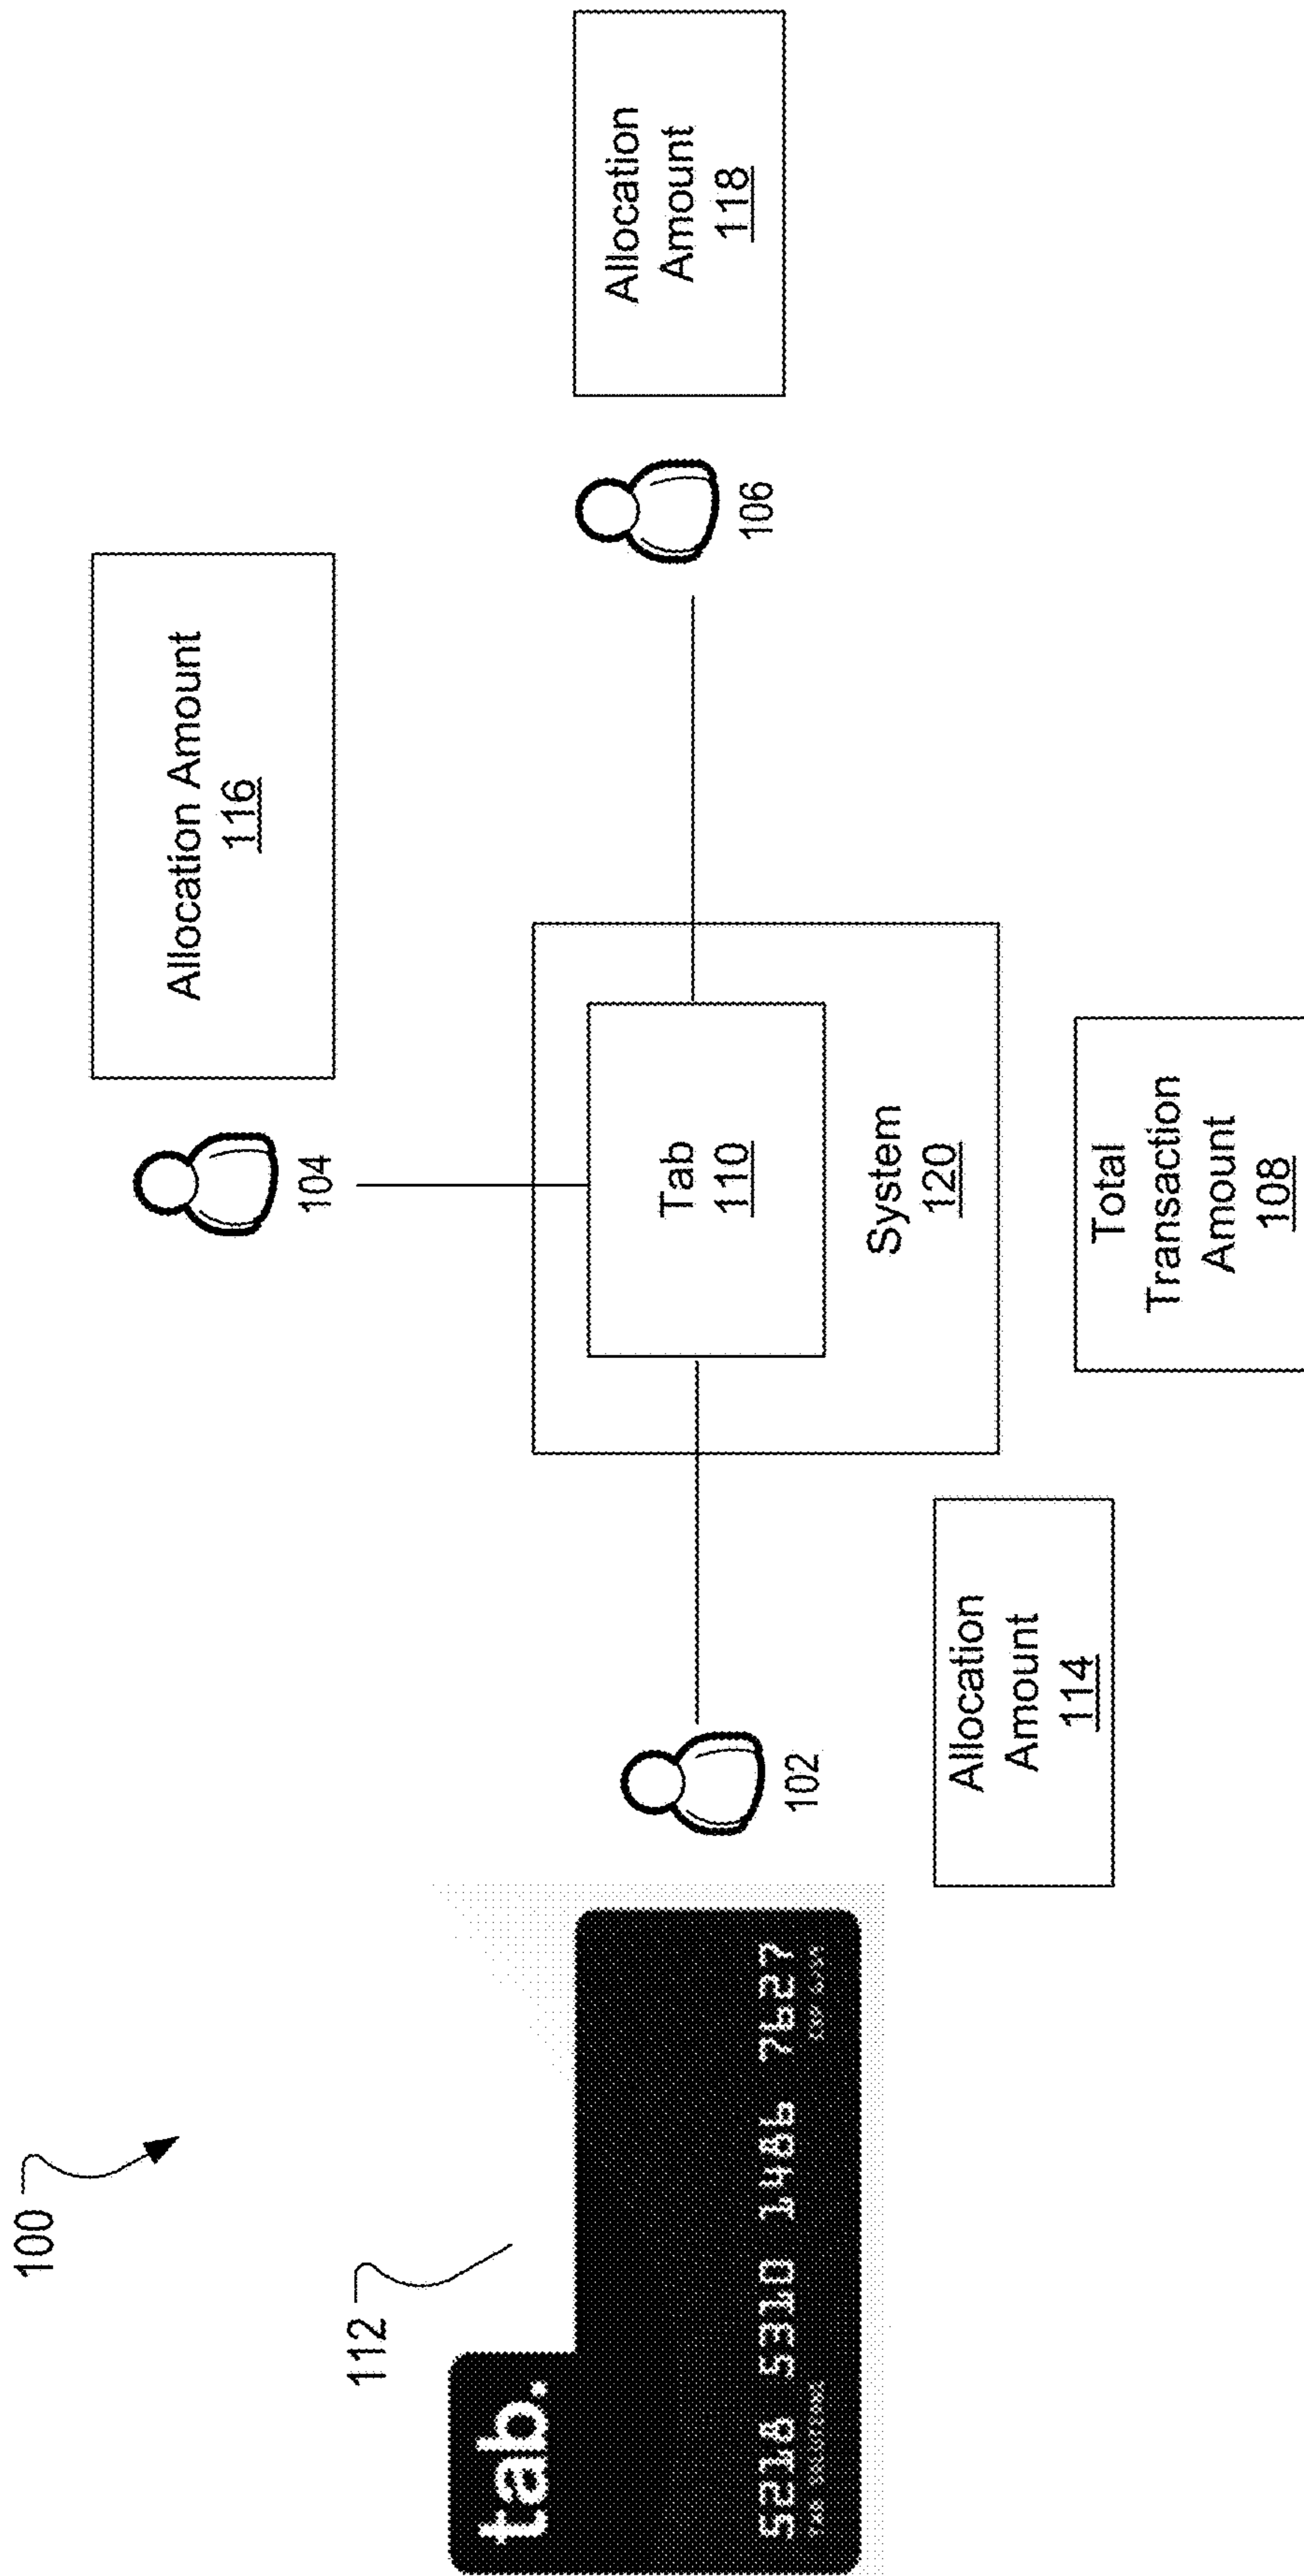 100
112
tab.
5218 5310 1486 7627
102
Allocation
Amount
114
104
Allocation Amount
116
Tab
110
System
120
Total
Transaction
Amount
108
106
Allocation
Amount
118